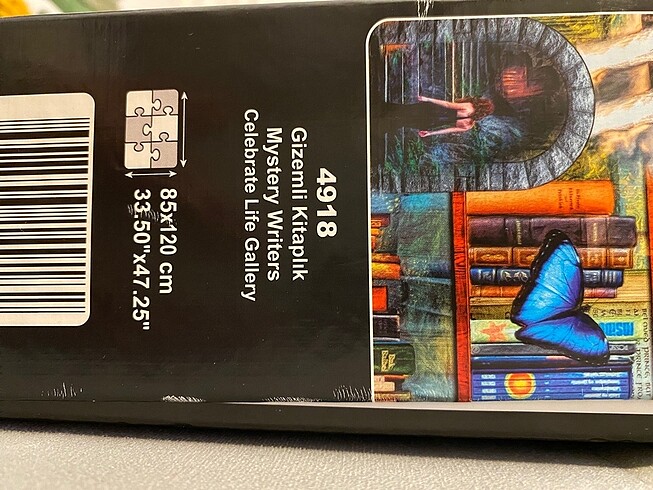 4918
Gizemli Kitaplık
Mystery Writers
Celebrate Life Gallery
85x120 cm
33.50"x47.25"